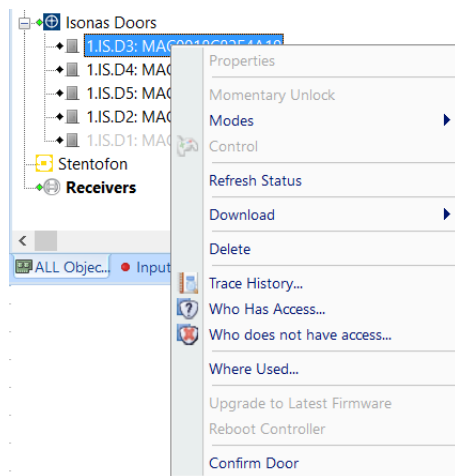 Isonas Doors
1.IS.D3: MAC0018C82F4A19
1.IS.D4: MAC
1.IS.D5: MAC
1.IS.D2: MAC
1.IS.D1: MAC
Stentofon
Receivers
ALL Objec...
Input
Properties
Momentary Unlock
Modes
Control
Refresh Status
Download
Delete
Trace History...
Who Has Access...
Who does not have access...
Where Used...
Upgrade to Latest Firmware
Reboot Controller
Confirm Door